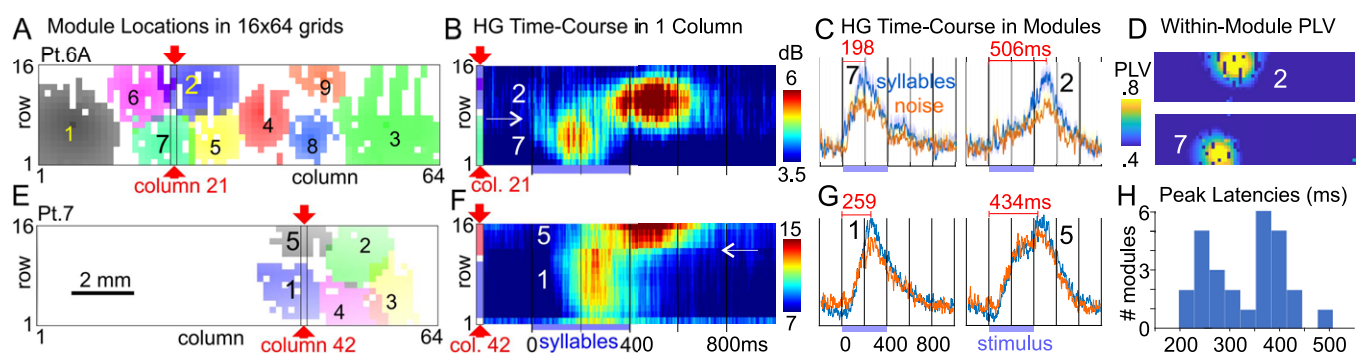 A Module Locations in 16x64 grids
Pt.6A
16
row
1
1 6 7 2 5 4 9 8 3
1 column 64
column 21
B HG Time-Course in 1 Column
16
row
1
2
7
col. 21
dB
6
3.5
C HG Time-Course in Modules
198
7
506ms
2
syllables
noise
D Within-Module PLV
PLV
.8
.4
2
7
E Pt.7
16
row
1
5 2 1 4 3
2 mm
1 column 64
column 42
F
16
row
1
5
1
col. 42
0 syllables 400 800ms
15
7
G
259
1
434ms
5
0 400 800
stimulus
H Peak Latencies (ms)
# modules
6
3
0
200 300 400 500